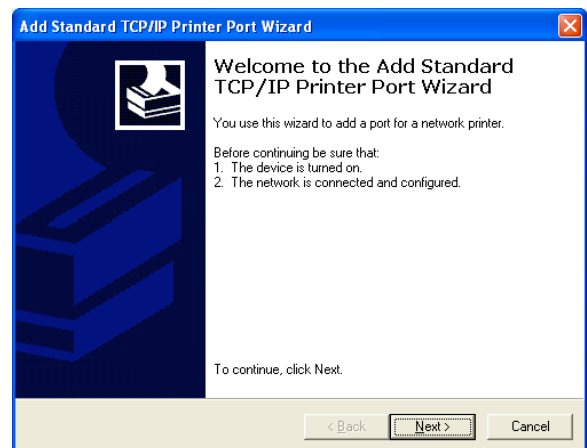 Add Standard TCP/IP Printer Port Wizard
Welcome to the Add Standard
TCP/IP Printer Port Wizard
You use this wizard to add a port for a network printer.
Before continuing be sure that:
1. The device is turned on.
2. The network is connected and configured.
To continue, click Next.
< Back Next > Cancel